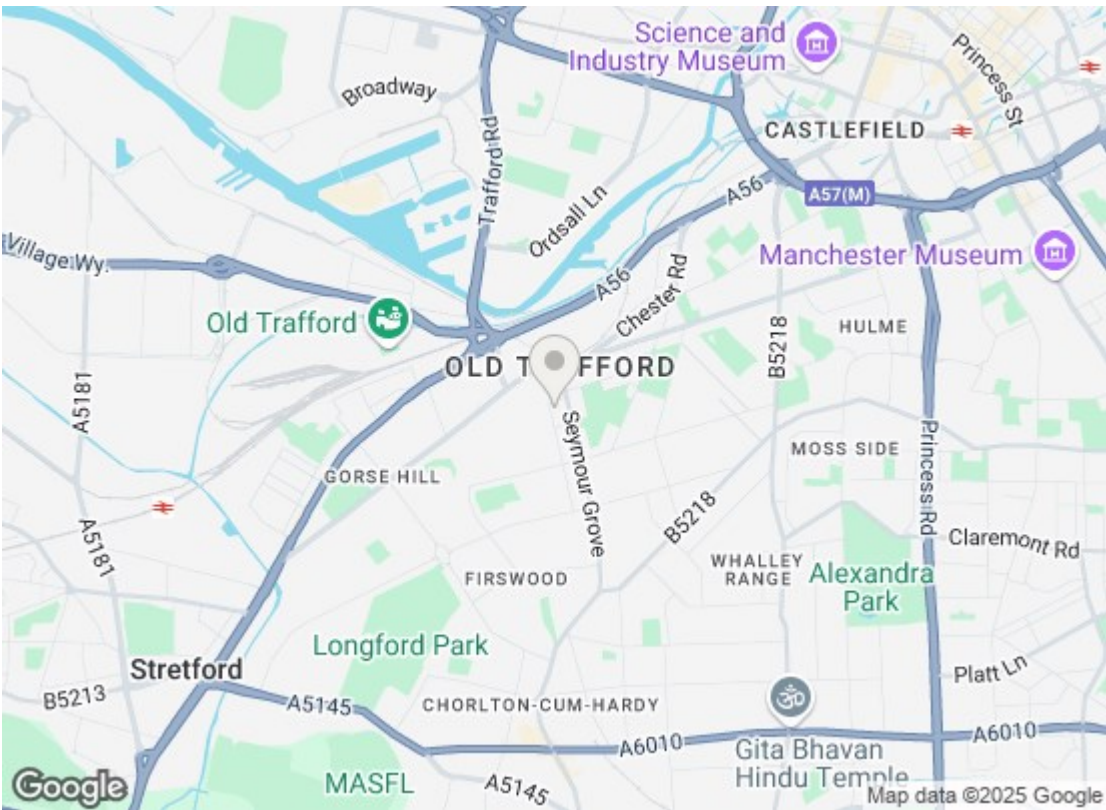 Science and
Industry Museum
Princess St
Broadway
CASTLEFIELD
Trafford Rd
A56
A57(M)
Ordsall Ln
Village Wy.
Manchester Museum
A56
Chester Rd
Old Trafford
B5218
HULME
OLD T FFORD
A5181
Seymour Grove
MOSS SIDE
Princess Rd
GORSE HILL
B5218
A5181
Claremont Rd
FIRSWOOD
WHALLEY
RANGE
Alexandra
Park
Longford Park
Stretford
Platt Ln
B5213
A5145
CHORLTON-CUM-HARDY
A6010
A6010
Gita Bhavan
Hindu Temple
MASFL
A5145
Google
Map data ©2025 Google